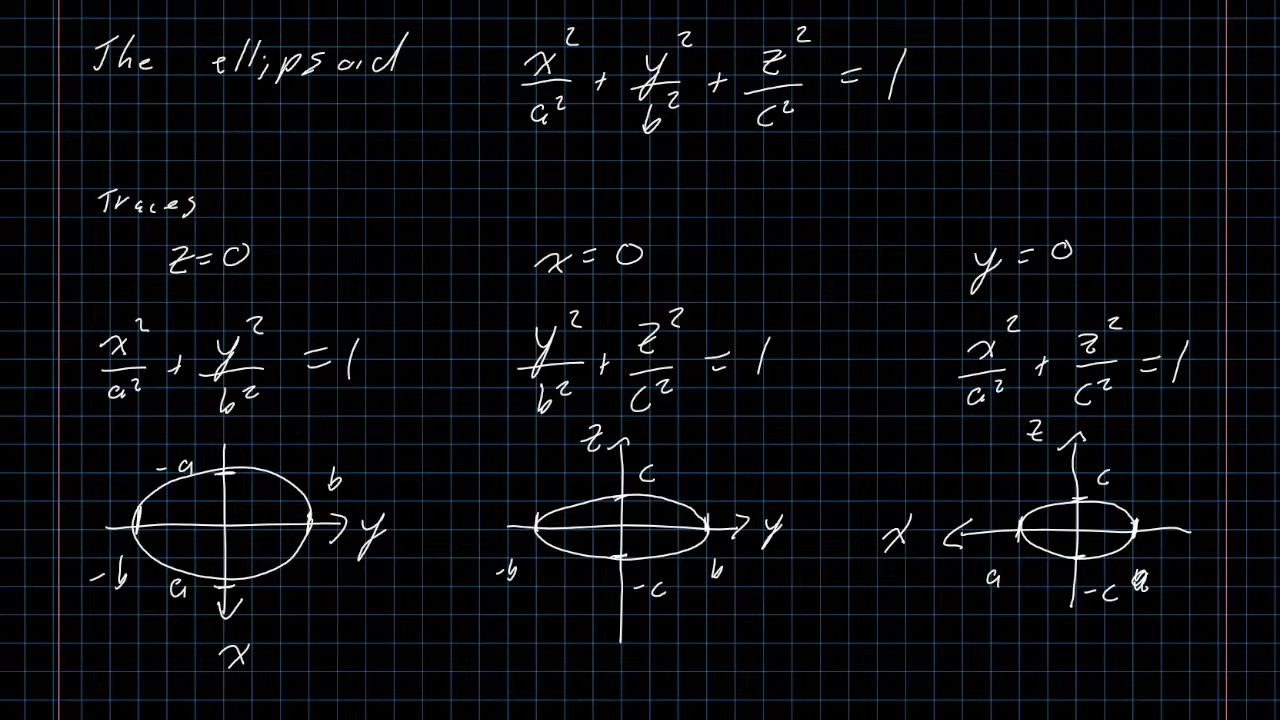 The ellipsoid x²/a² + y²/b² + z²/c² = 1
Traces
z=0 x=0 y=0
x²/a² + y²/b² = 1 y²/b² + z²/c² = 1 x²/a² + z²/c² = 1
z z
-a b c c
y y x
-b a -b b a
-c -c
x